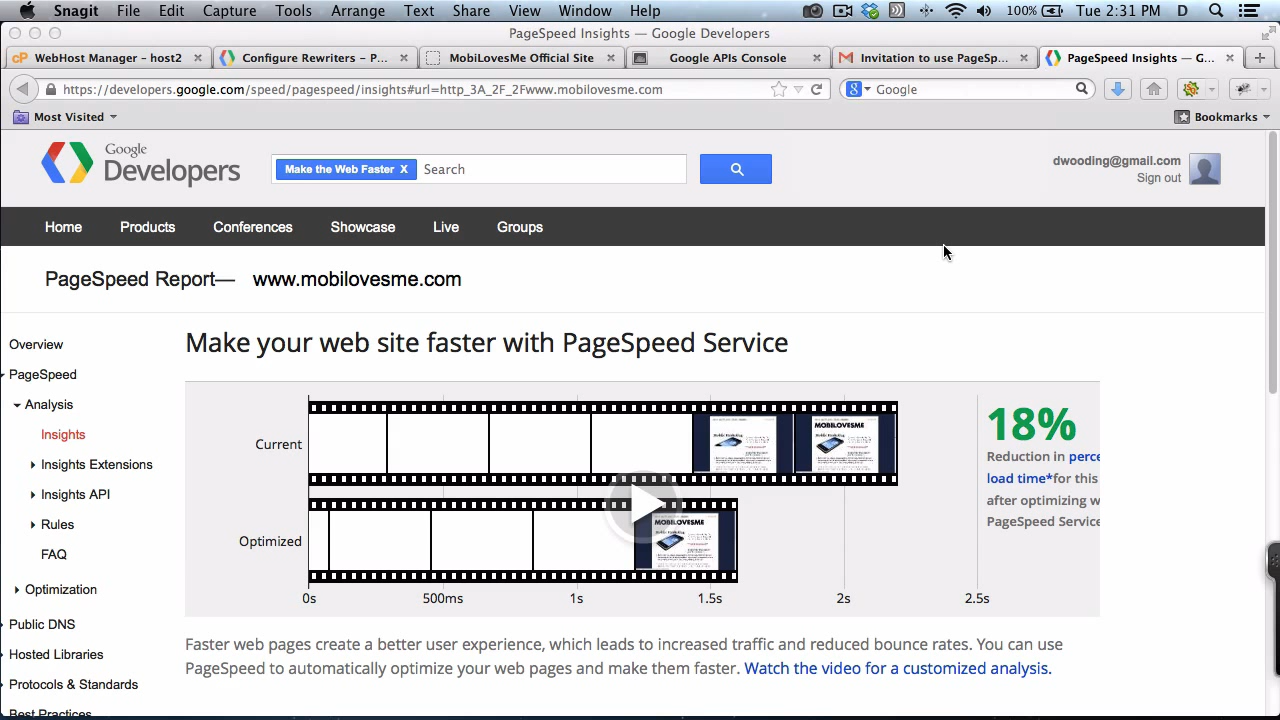 Snagit File Edit Capture Tools Arrange Text Share View Window Help 100% Tue 2:31 PM D
PageSpeed Insights — Google Developers
cP WebHost Manager - host2 x Configure Rewriters – P... x MobiLovesMe Official Site x Google APIs Console x Invitation to use PageSp... x PageSpeed Insights — G... x +
https://developers.google.com/speed/pagespeed/insights#url=http_3A_2F_2Fwww.mobilovesme.com 8 Google
Most Visited Bookmarks
Google
Developers
Make the Web Faster X Search
dwooding@gmail.com
Sign out
Home Products Conferences Showcase Live Groups
PageSpeed Report— www.mobilovesme.com
Overview
PageSpeed
Analysis
Insights
Insights Extensions
Insights API
Rules
FAQ
Optimization
Public DNS
Hosted Libraries
Protocols & Standards
Best Practices
Make your web site faster with PageSpeed Service
Current
MOBILOVESME
Optimized
MOBILOVESME
0s 500ms 1s 1.5s 2s 2.5s
18%
Reduction in perce
load time*for this
after optimizing w
PageSpeed Service
Faster web pages create a better user experience, which leads to increased traffic and reduced bounce rates. You can use
PageSpeed to automatically optimize your web pages and make them faster. Watch the video for a customized analysis.